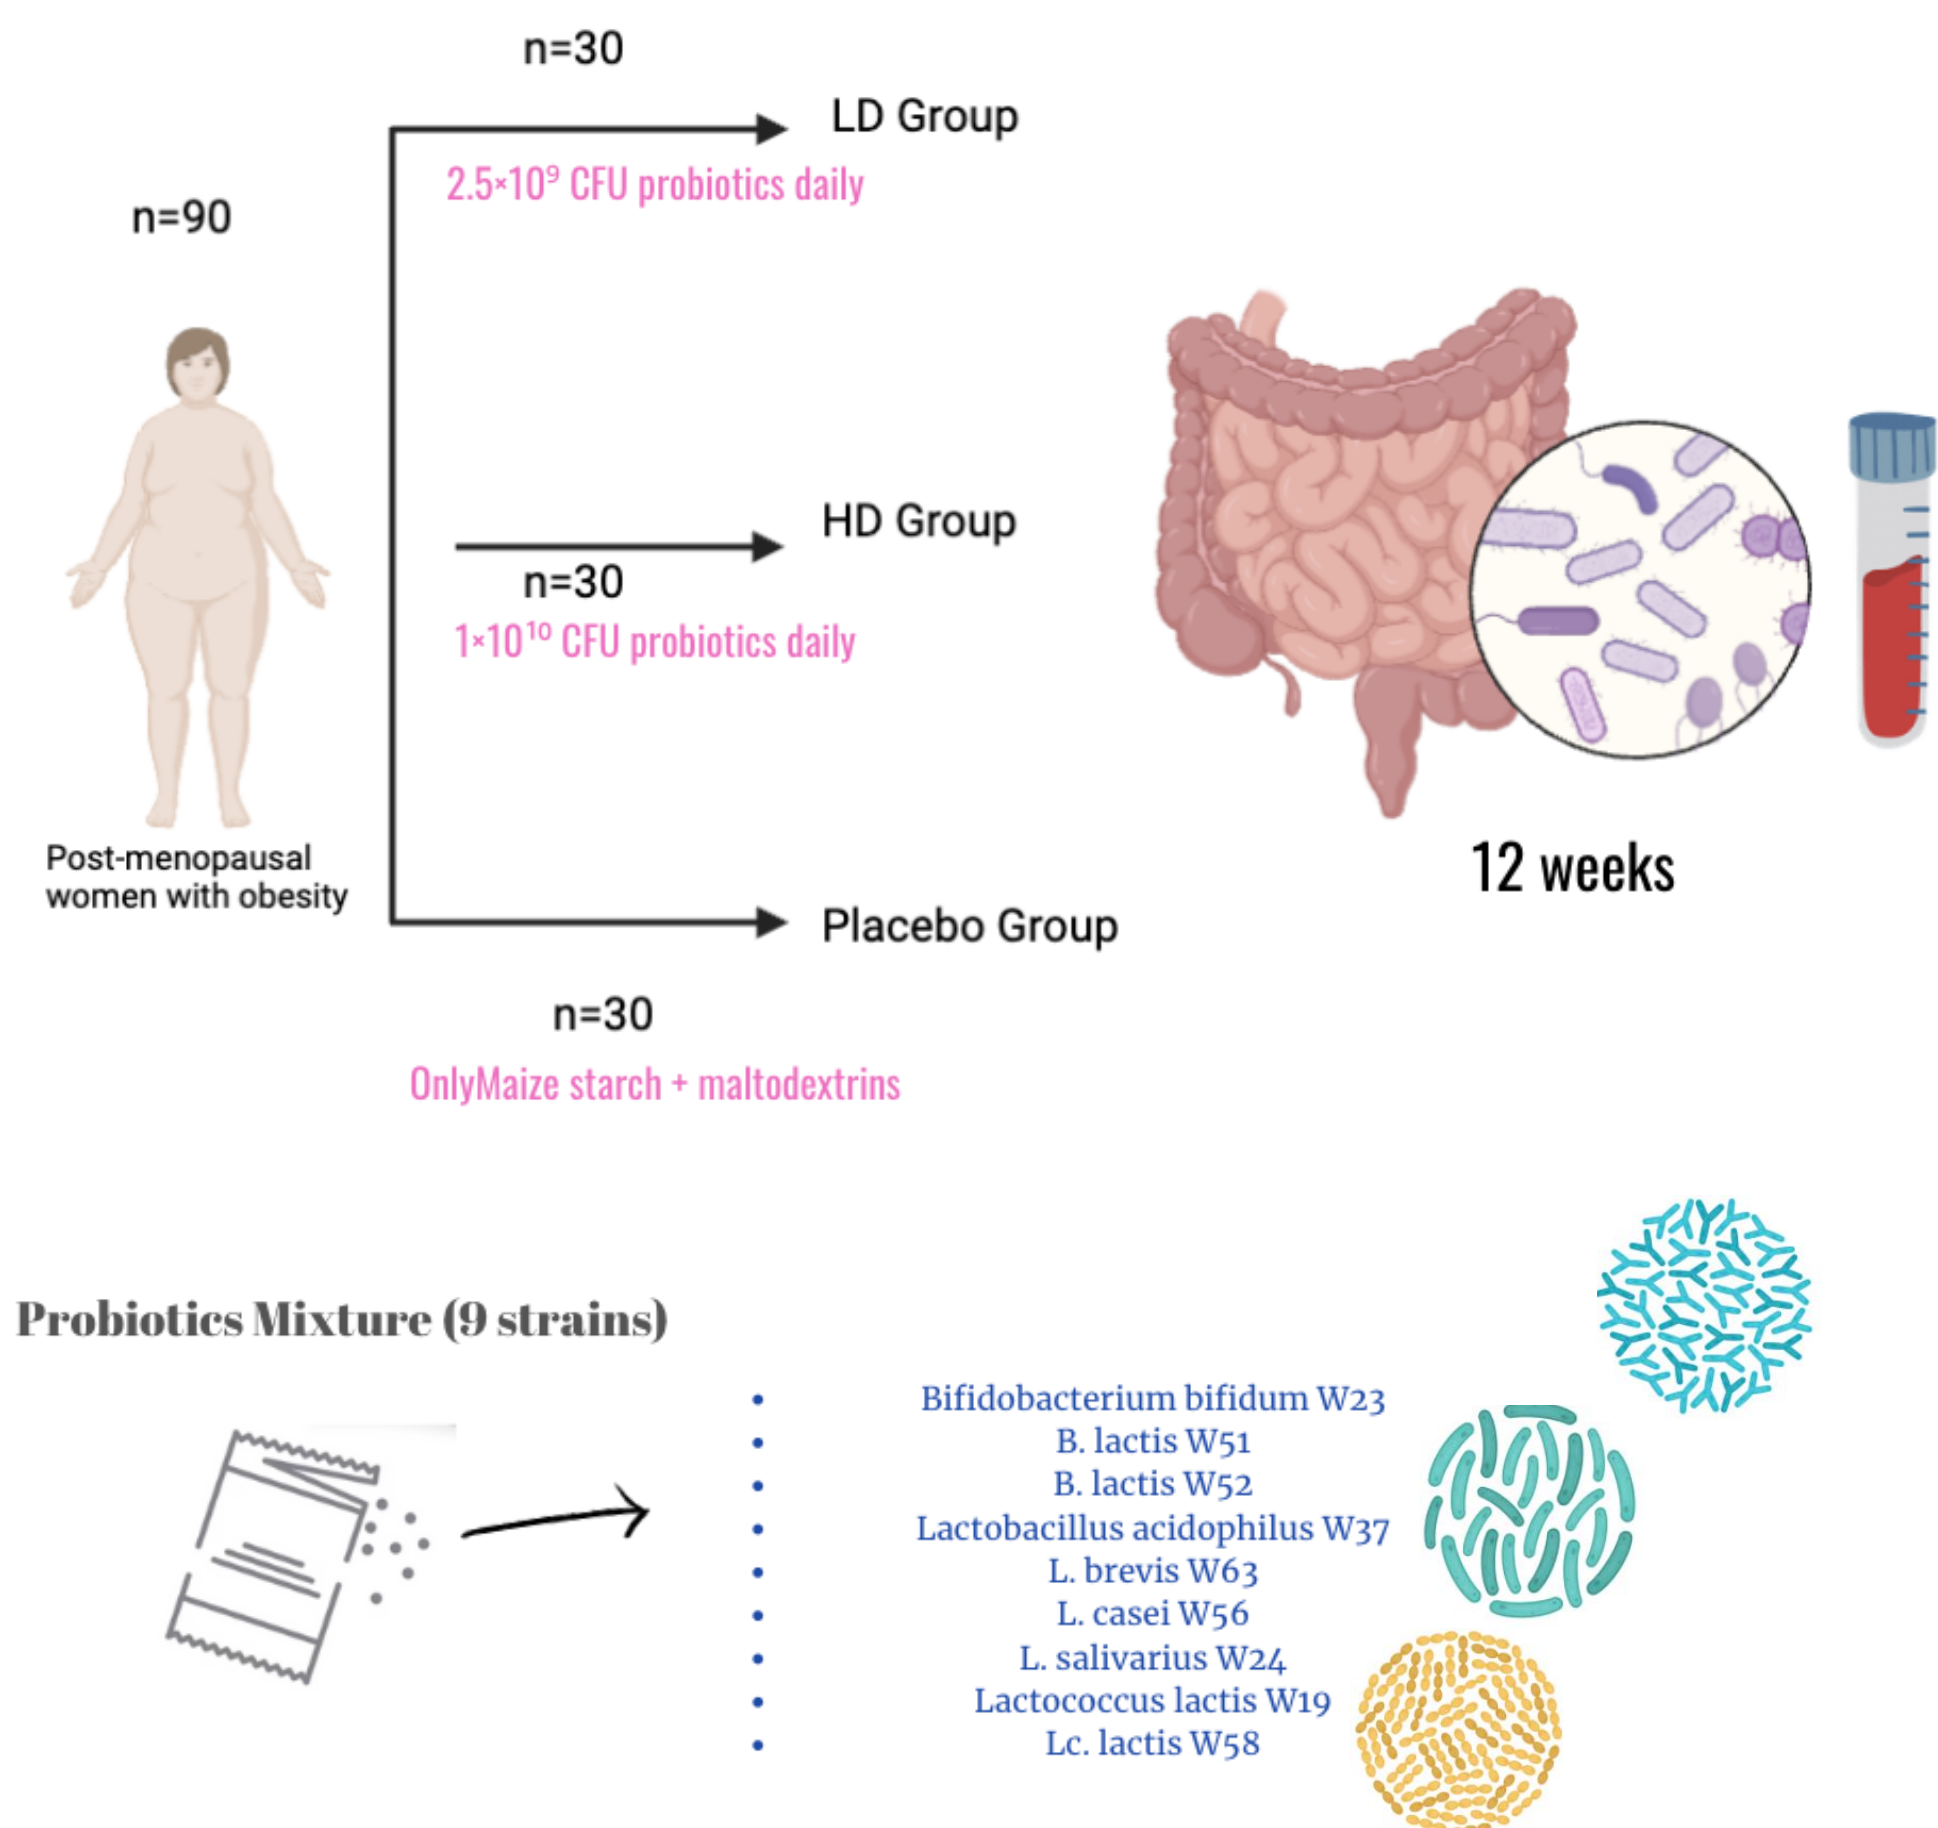 n=30
LD Group
2.5×10⁹ CFU probiotics daily
n=90
HD Group
n=30
1×10¹⁰ CFU probiotics daily
Post-menopausal
women with obesity
12 weeks
Placebo Group
n=30
OnlyMaize starch + maltodextrins
Probiotics Mixture (9 strains)
• Bifidobacterium bifidum W23
• B. lactis W51
• B. lactis W52
• Lactobacillus acidophilus W37
• L. brevis W63
• L. casei W56
• L. salivarius W24
• Lactococcus lactis W19
• Lc. lactis W58